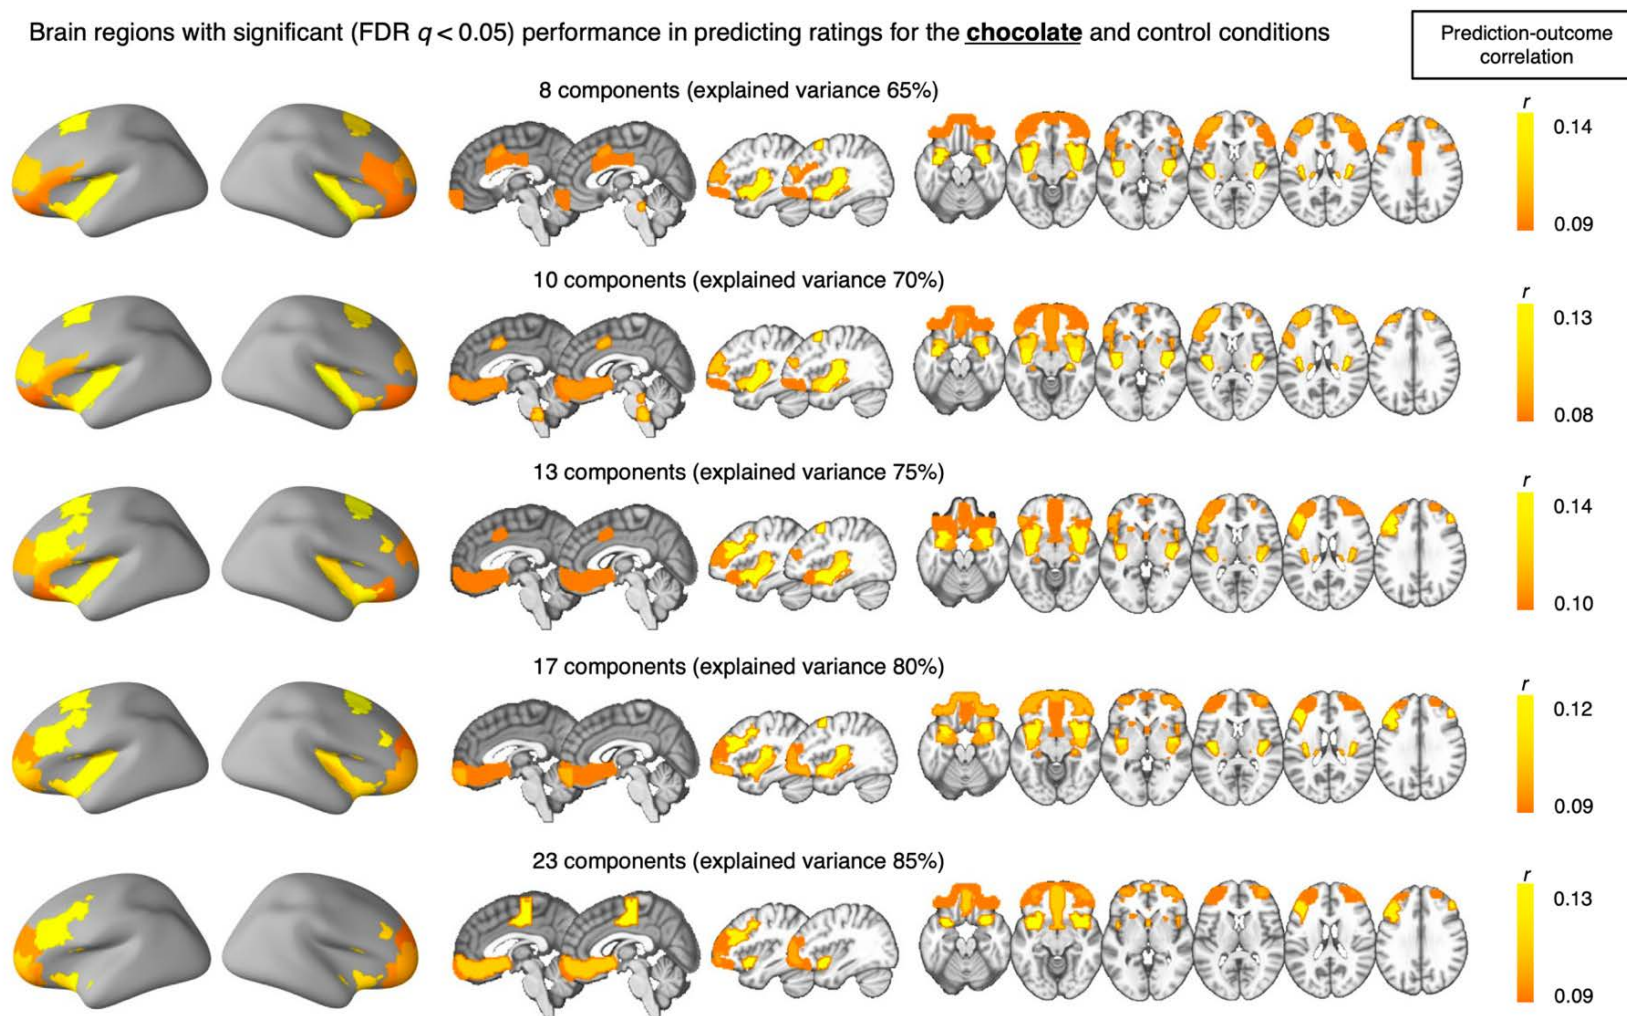 Brain regions with significant (FDR q < 0.05) performance in predicting ratings for the chocolate and control conditions
Prediction-outcome
correlation
8 components (explained variance 65%)
r
0.14
0.09
10 components (explained variance 70%)
r
0.13
0.08
13 components (explained variance 75%)
r
0.14
0.10
17 components (explained variance 80%)
r
0.12
0.09
23 components (explained variance 85%)
r
0.13
0.09